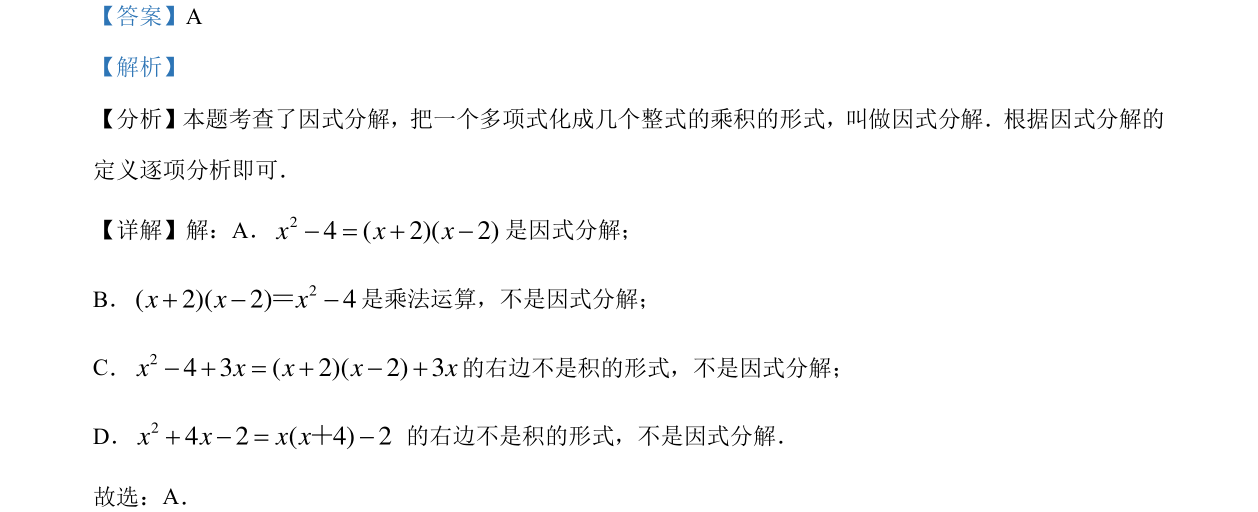 【答案】A
【解析】
【分析】本题考查了因式分解，把一个多项式化成几个整式的乘积的形式，叫做因式分解．根据因式分解的
定义逐项分析即可．
【详解】解：A． x² − 4 = (x + 2)(x − 2) 是因式分解；
B． (x + 2)(x − 2)＝x² − 4 是乘法运算，不是因式分解；
C． x² − 4 + 3x = (x + 2)(x − 2) + 3x 的右边不是积的形式，不是因式分解；
D． x² + 4x − 2 = x(x＋4) − 2 的右边不是积的形式，不是因式分解．
故选：A．